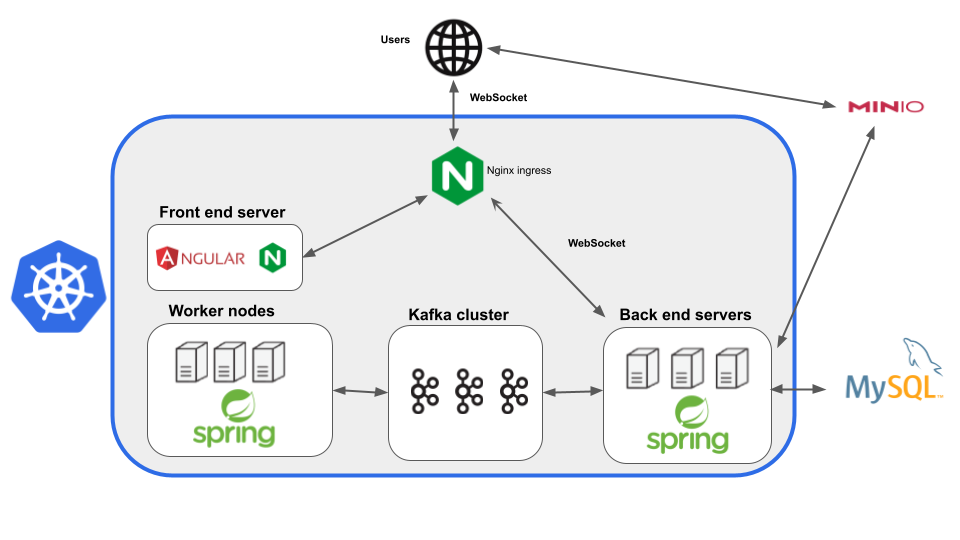 Users
WebSocket
MINIO
N
Nginx ingress
Front end server
ANGULAR N
WebSocket
Worker nodes
Kafka cluster
Back end servers
spring
spring
MySQL™